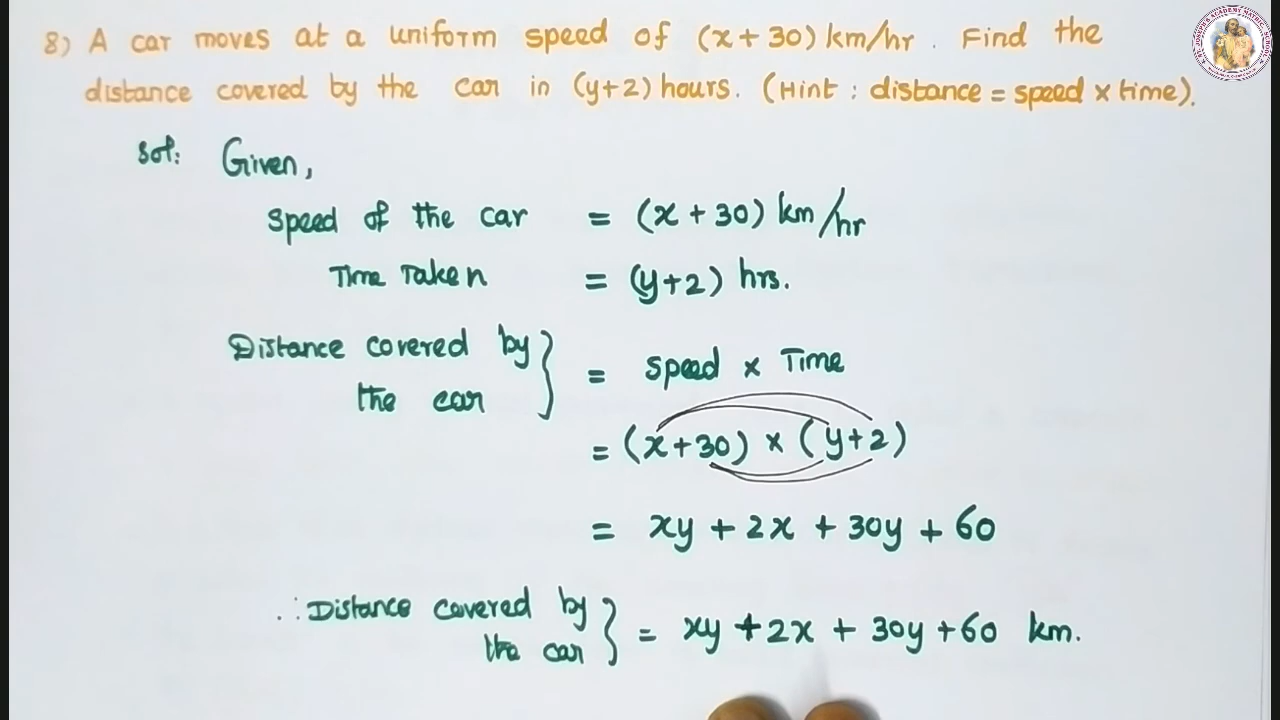 8) A car moves at a uniform speed of (x + 30) km/hr. Find the
distance covered by the car in (y+2) hours. (Hint : distance = speed × time).
Sol: Given,
Speed of the car = (x + 30) km/hr
Time Taken = (y+2) hrs.
Distance covered by the car } = Speed × Time
= (x+30) × (y+2)
= xy + 2x + 30y + 60
∴ Distance covered by the car } = xy + 2x + 30y + 60 km.